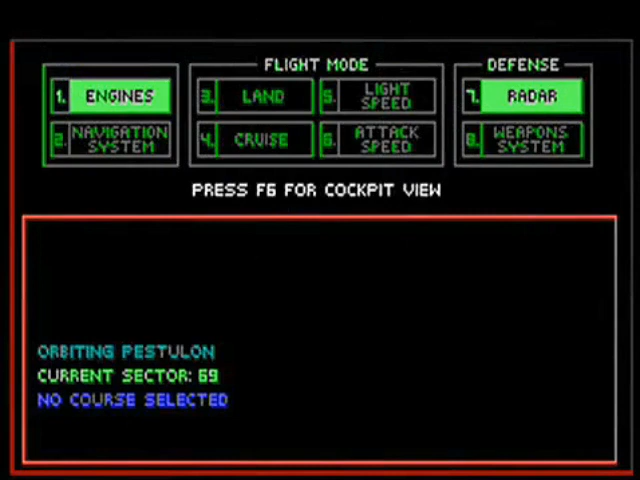 FLIGHT MODE
DEFENSE
1. ENGINES
3. LAND
5. LIGHT SPEED
7. RADAR
2. NAVIGATION SYSTEM
4. CRUISE
6. ATTACK SPEED
8. WEAPONS SYSTEM
PRESS F6 FOR COCKPIT VIEW
ORBITING PESTULON
CURRENT SECTOR: 69
NO COURSE SELECTED